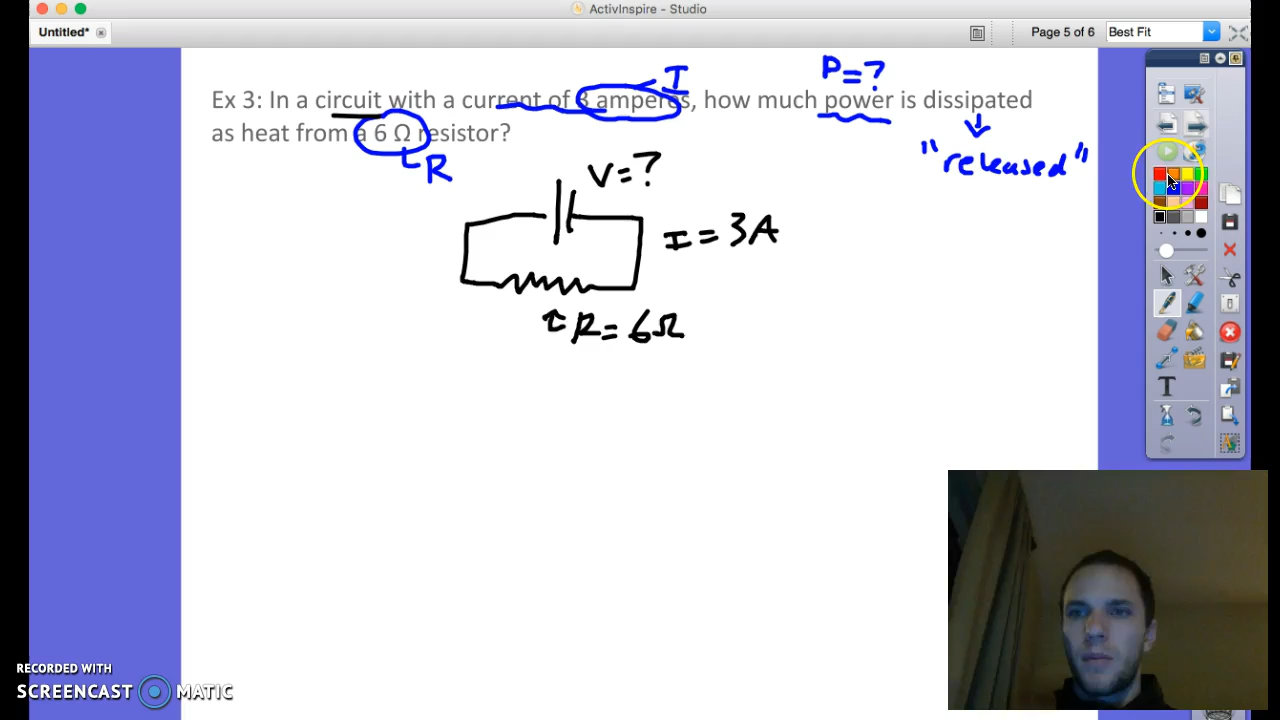 ActivInspire - Studio
Untitled*
Page 5 of 6
Best Fit
I
P=?
Ex 3: In a circuit with a current of 3 amperes, how much power is dissipated
as heat from a 6 Ω resistor?
R
"released"
V=?
I = 3A
R = 6Ω
T
RECORDED WITH
SCREENCAST MATIC